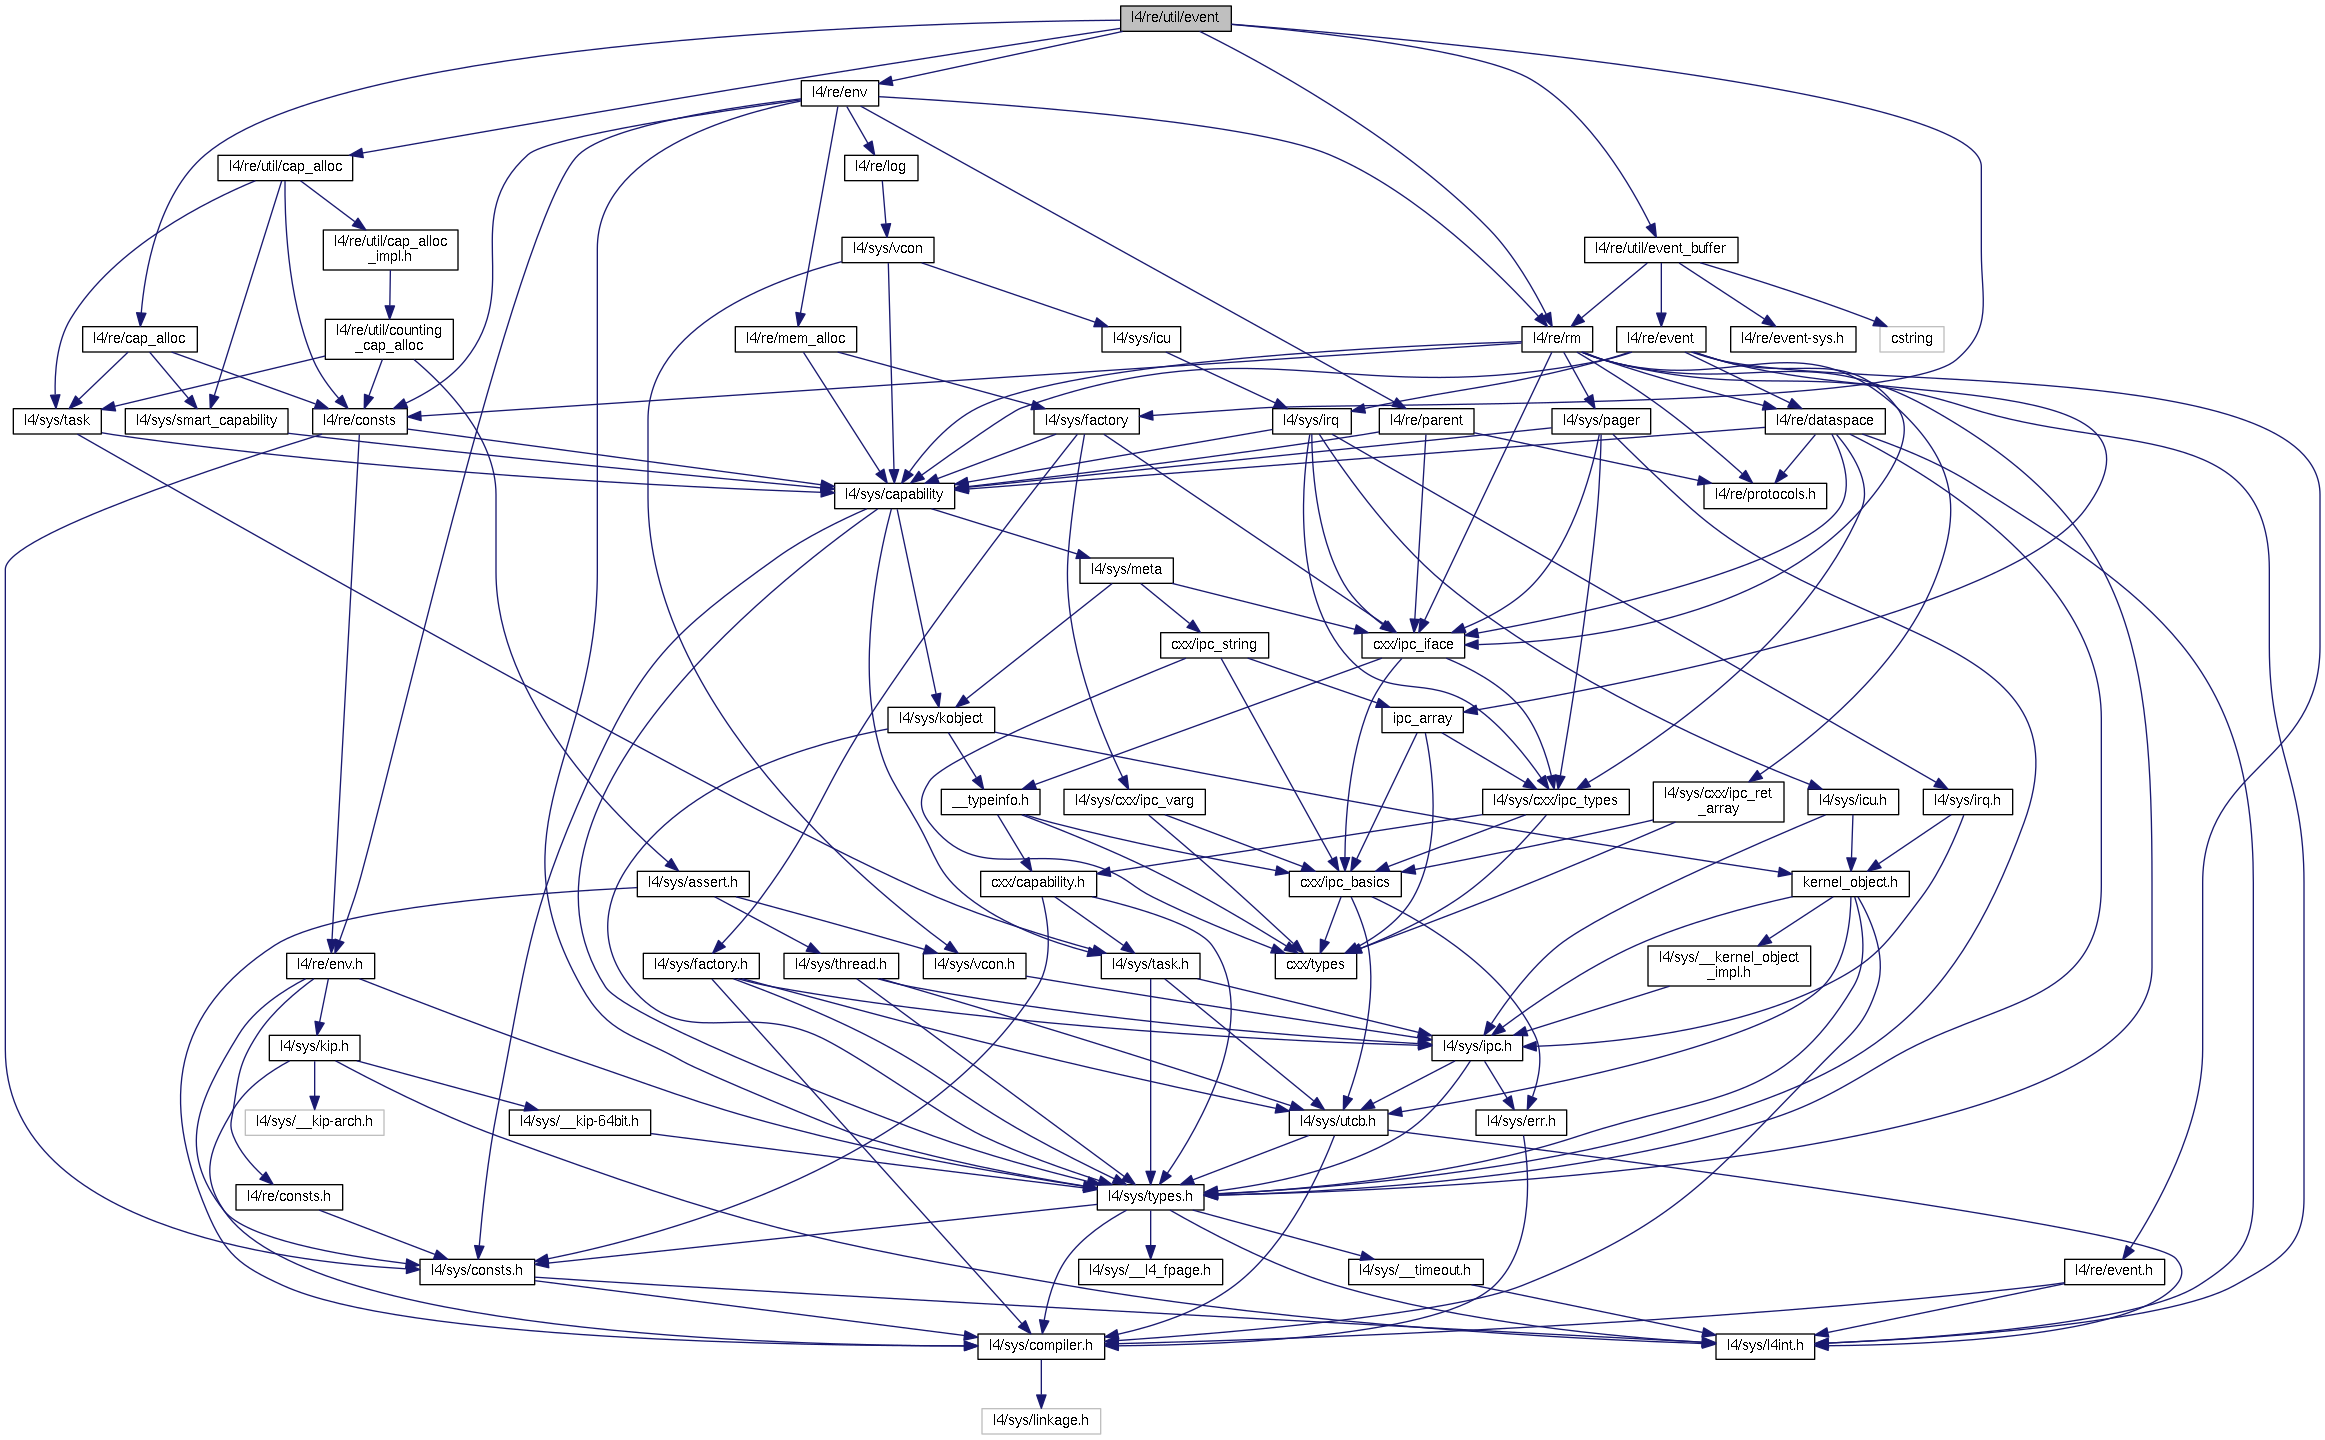 l4/re/util/event
l4/re/env
l4/re/util/cap_alloc
l4/re/log
l4/re/util/cap_alloc
_impl.h
l4/sys/vcon
l4/re/util/event_buffer
l4/re/cap_alloc
l4/re/util/counting
_cap_alloc
l4/re/mem_alloc
l4/sys/icu
l4/re/rm
l4/re/event
l4/re/event-sys.h
cstring
l4/sys/task
l4/sys/smart_capability
l4/re/consts
l4/sys/factory
l4/sys/irq
l4/re/parent
l4/sys/pager
l4/re/dataspace
l4/sys/capability
l4/re/protocols.h
l4/sys/meta
cxx/ipc_string
cxx/ipc_iface
l4/sys/kobject
ipc_array
__typeinfo.h
l4/sys/cxx/ipc_varg
l4/sys/cxx/ipc_types
l4/sys/cxx/ipc_ret
_array
l4/sys/icu.h
l4/sys/irq.h
l4/sys/assert.h
cxx/capability.h
cxx/ipc_basics
kernel_object.h
l4/re/env.h
l4/sys/factory.h
l4/sys/thread.h
l4/sys/vcon.h
l4/sys/task.h
cxx/types
l4/sys/__kernel_object
_impl.h
l4/sys/kip.h
l4/sys/ipc.h
l4/sys/__kip-arch.h
l4/sys/__kip-64bit.h
l4/sys/utcb.h
l4/sys/err.h
l4/re/consts.h
l4/sys/types.h
l4/sys/consts.h
l4/sys/__l4_fpage.h
l4/sys/__timeout.h
l4/re/event.h
l4/sys/compiler.h
l4/sys/l4int.h
l4/sys/linkage.h